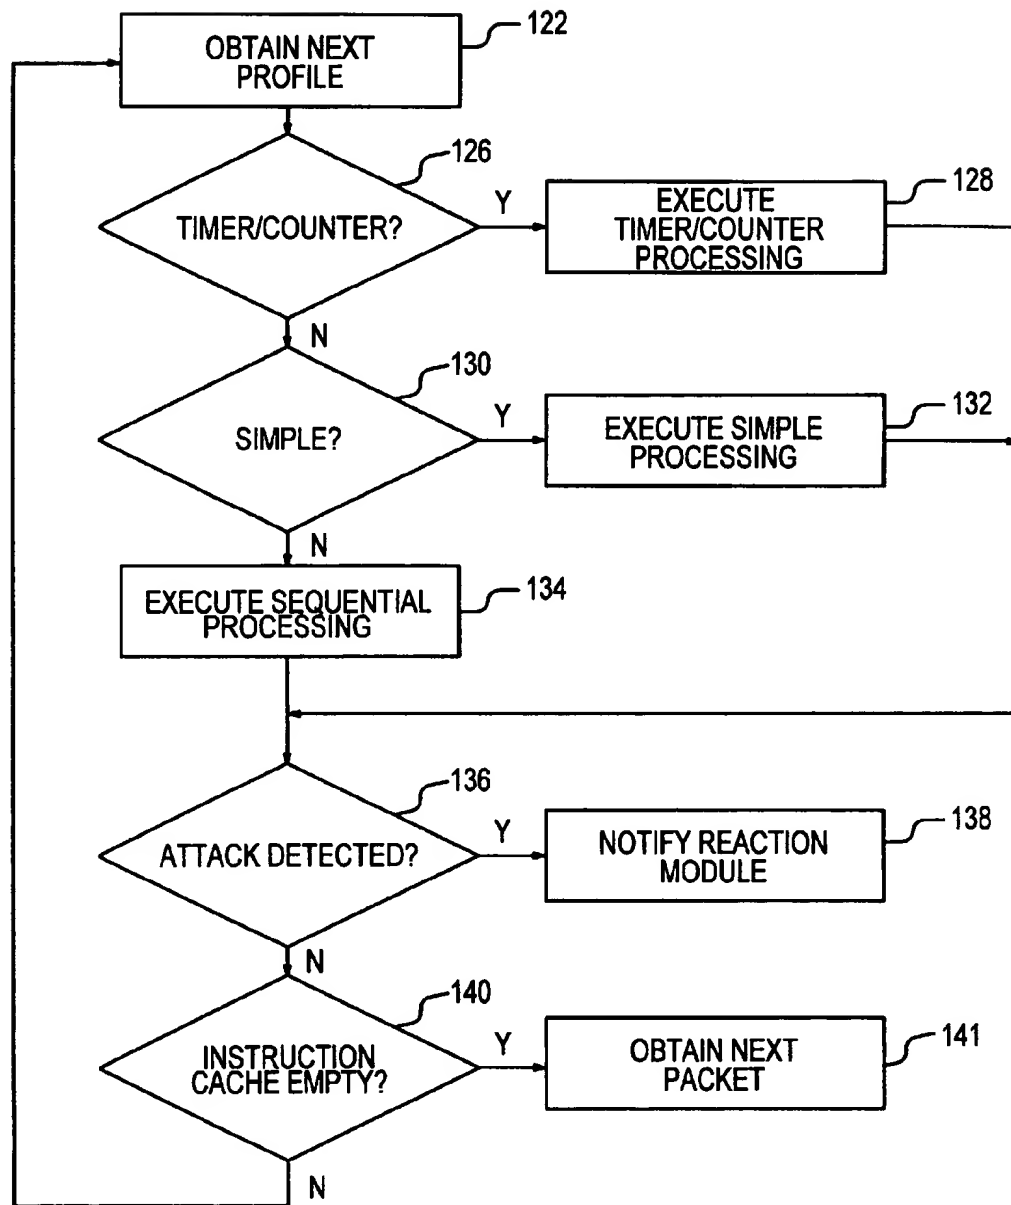 OBTAIN NEXT
PROFILE
122
TIMER/COUNTER?
126
Y
EXECUTE
TIMER/COUNTER
PROCESSING
128
N
SIMPLE?
130
Y
EXECUTE SIMPLE
PROCESSING
132
N
EXECUTE SEQUENTIAL
PROCESSING
134
ATTACK DETECTED?
136
Y
NOTIFY REACTION
MODULE
138
N
INSTRUCTION
CACHE EMPTY?
140
Y
OBTAIN NEXT
PACKET
141
N